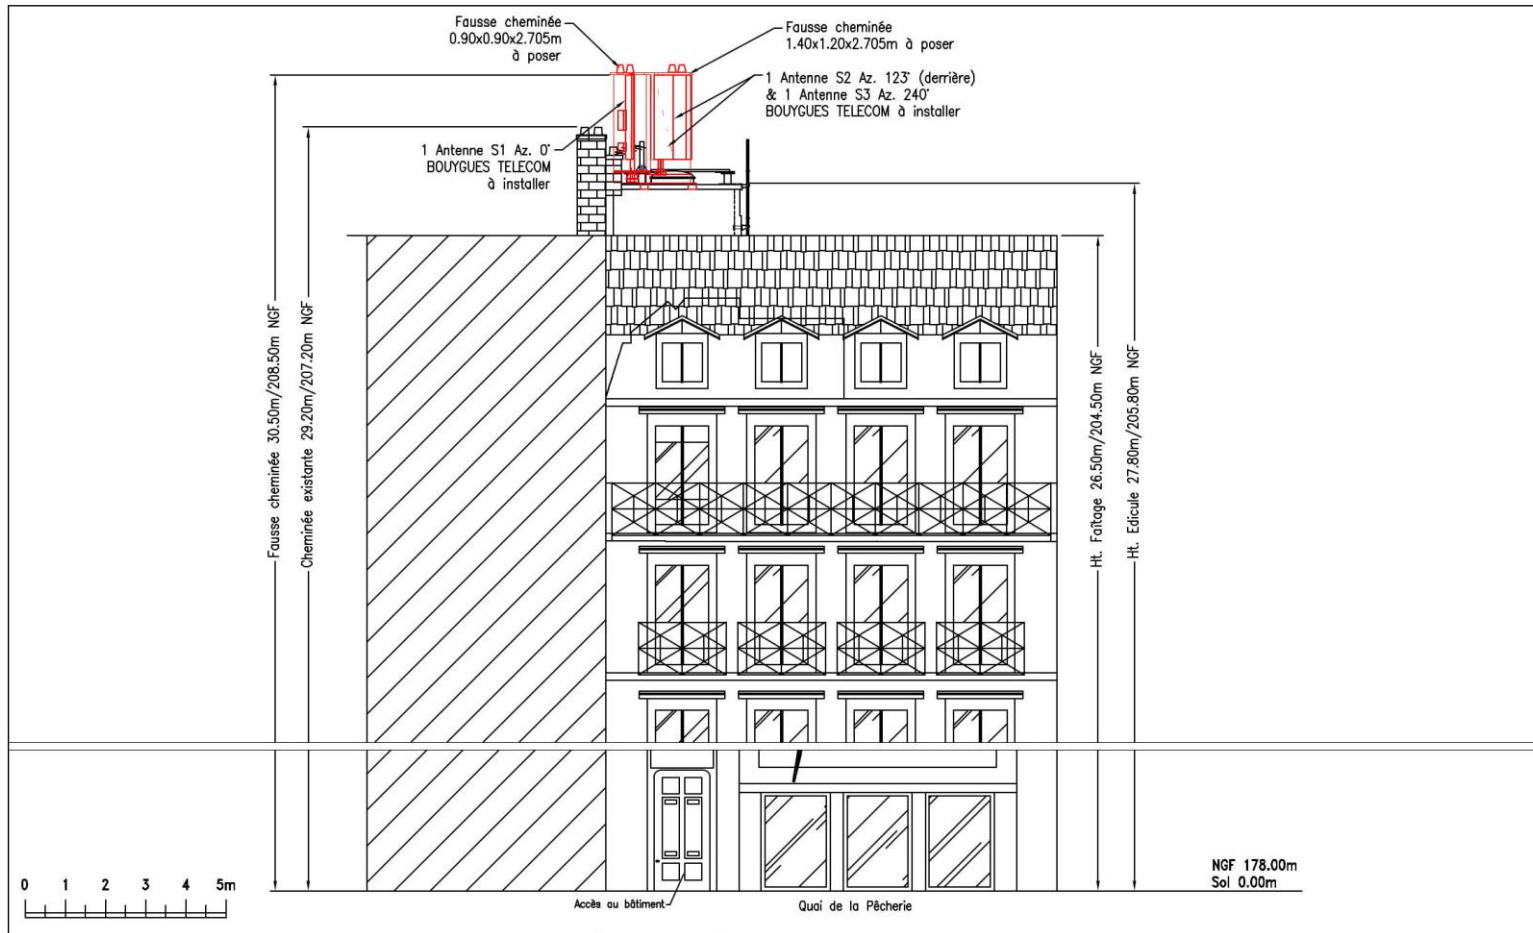 Fausse cheminée
0.90x0.90x2.705m
à poser
Fausse cheminée
1.40x1.20x2.705m à poser
1 Antenne S2 Az. 123° (derrière)
& 1 Antenne S3 Az. 240°
BOUYGUES TELECOM à installer
1 Antenne S1 Az. 0°
BOUYGUES TELECOM
à installer
Fausse cheminée 30.50m/208.50m NGF
Cheminée existante 29.20m/207.20m NGF
Ht. Faîtage 26.50m/204.50m NGF
Ht. Edicule 27.80m/205.80m NGF
NGF 178.00m
Sol 0.00m
0 1 2 3 4 5m
Accès au bâtiment
Quai de la Pêcherie